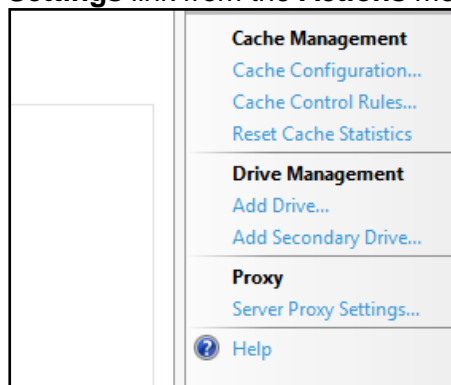 Settings link from the Actions
Cache Management
Cache Configuration...
Cache Control Rules...
Reset Cache Statistics
Drive Management
Add Drive...
Add Secondary Drive...
Proxy
Server Proxy Settings...
Help